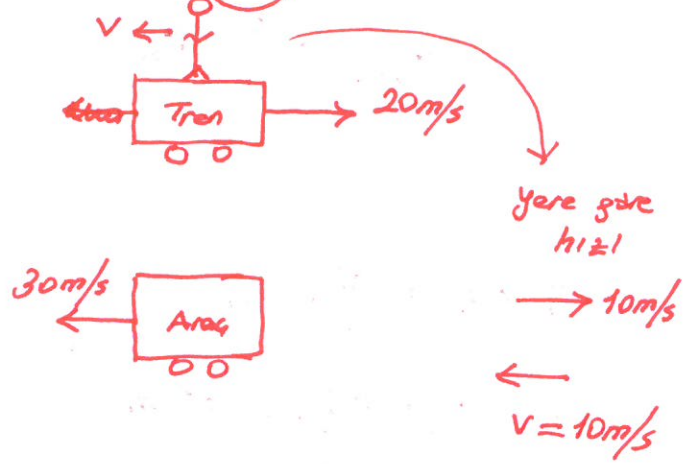 V
Tren
20m/s
yere göre
hızı
30m/s
Araç
10m/s
V = 10m/s